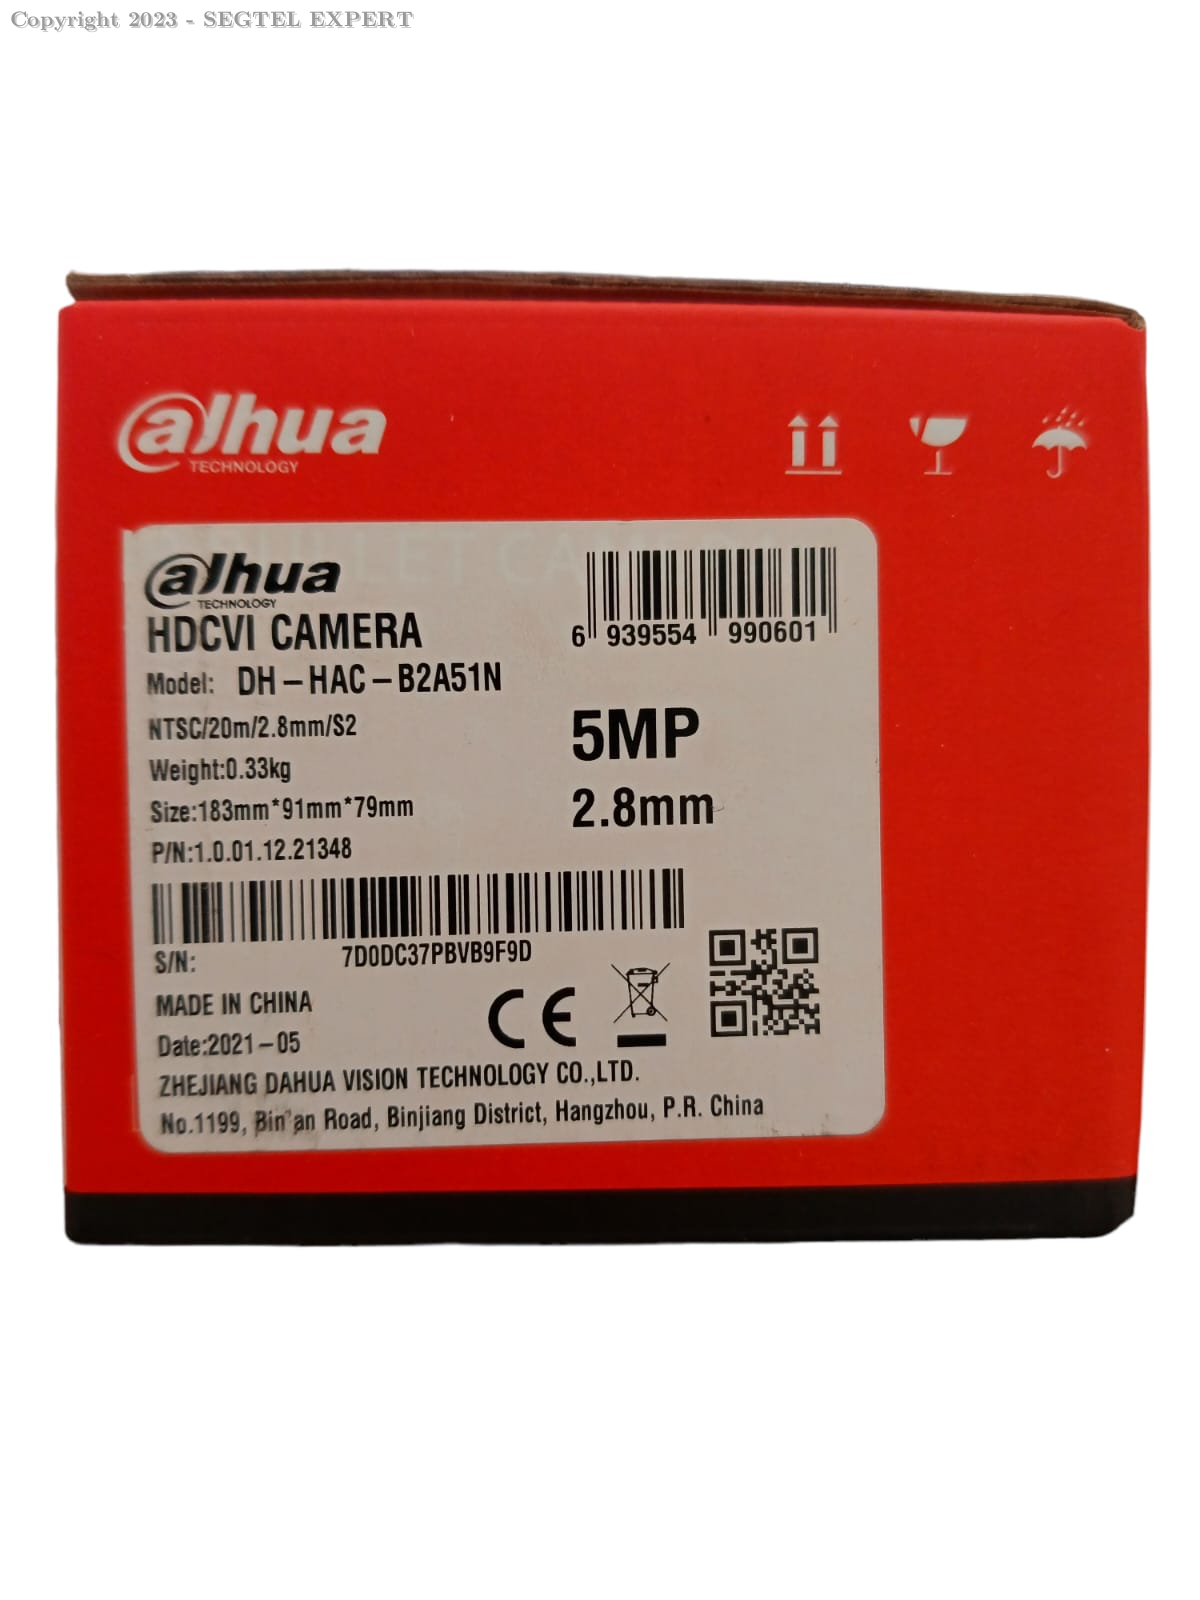 Copyright 2023 - SEGTEL EXPERT
alhua
TECHNOLOGY
alhua
TECHNOLOGY
HDCVI CAMERA
6 939554 990601
Model: DH-HAC-B2A51N
NTSC/20m/2.8mm/S2
5MP
Weight:0.33kg
2.8mm
Size:183mm*91mm*79mm
P/N:1.0.01.12.21348
S/N: 7D0DC37PBVB9F9D
MADE IN CHINA
CE
Date:2021-05
ZHEJIANG DAHUA VISION TECHNOLOGY CO.,LTD.
No.1199, Bin'an Road, Binjiang District, Hangzhou, P.R. China